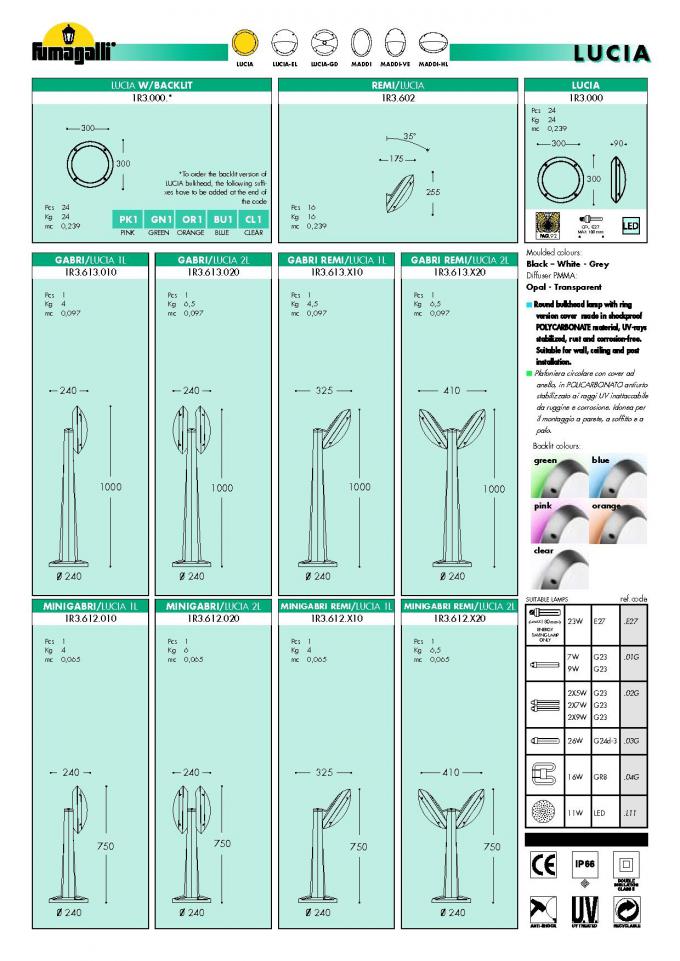 fumagalli
LUCIA
LUCIA-EL
LUCIA-GD
MADDI
MADDI-VE
MADDI-HL
LUCIA
LUCIA W/BACKLIT
1R3.000.*
300
300
*To order the backlit version of
LUCIA bulkhead, the following suffi-
xes have to be added at the end of
the code
Pcs 24
Kg 24
mc 0,239
PK1 GN1 OR1 BU1 CL1
PINK GREEN ORANGE BLUE CLEAR
REMI/LUCIA
1R3.602
35°
175
255
Pcs 16
Kg 16
mc 0,239
LUCIA
1R3.000
Pcs 24
Kg 24
mc 0,239
300
90
300
PAG.92
CFL E27
MAX 180 mm
LED
GABRI/LUCIA 1L
1R3.613.010
Pcs 1
Kg 4
mc 0,097
240
1000
Ø 240
GABRI/LUCIA 2L
1R3.613.020
Pcs 1
Kg 6,5
mc 0,097
240
1000
Ø 240
GABRI REMI/LUCIA 1L
1R3.613.X10
Pcs 1
Kg 4,5
mc 0,097
325
1000
Ø 240
GABRI REMI/LUCIA 2L
1R3.613.X20
Pcs 1
Kg 6,5
mc 0,097
410
1000
Ø 240
MINIGABRI/LUCIA 1L
1R3.612.010
Pcs 1
Kg 4
mc 0,065
240
750
Ø 240
MINIGABRI/LUCIA 2L
1R3.612.020
Pcs 1
Kg 6
mc 0,065
240
750
Ø 240
MINIGABRI REMI/LUCIA 1L
1R3.612.X10
Pcs 1
Kg 4
mc 0,065
325
750
Ø 240
MINIGABRI REMI/LUCIA 2L
1R3.612.X20
Pcs 1
Kg 6,5
mc 0,065
410
750
Ø 240
Moulded colours:
Black - White - Grey
Diffuser PMMA:
Opal - Transparent
Round bulkhead lamp with ring
version cover made in shockproof
POLYCARBONATE material, UV-rays
stabilized, rust and corrosion-free.
Suitable for wall, ceiling and post
installation.
Plafoniera circolare con cover ad
anello, in POLICARBONATO antiurto
stabilizzato ai raggi UV inattaccabile
da ruggine e corrosione. Idonea per
il montaggio a parete, a soffitto e a
palo.
Backlit colours:
green
blue
pink
orange
clear
SUITABLE LAMPS ref. code
ENERGY
SAVING LAMP
ONLY
23W E27 .E27
7W G23 .01G
9W G23
2X5W G23 .02G
2X7W G23
2X9W G23
26W G24d-3 .03G
16W GR8 .04G
11W LED .L11
CE
IP66
DOUBLE
INSULATION
CLASS II
ANTI-SHOCK
U.V.
UV TREATED
RECYCLABLE